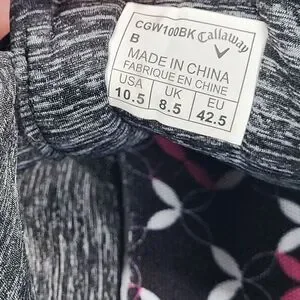 CGW100BK Callaway
B
MADE IN CHINA
FABRIQUE EN CHINE
USA UK EU
10.5 8.5 42.5